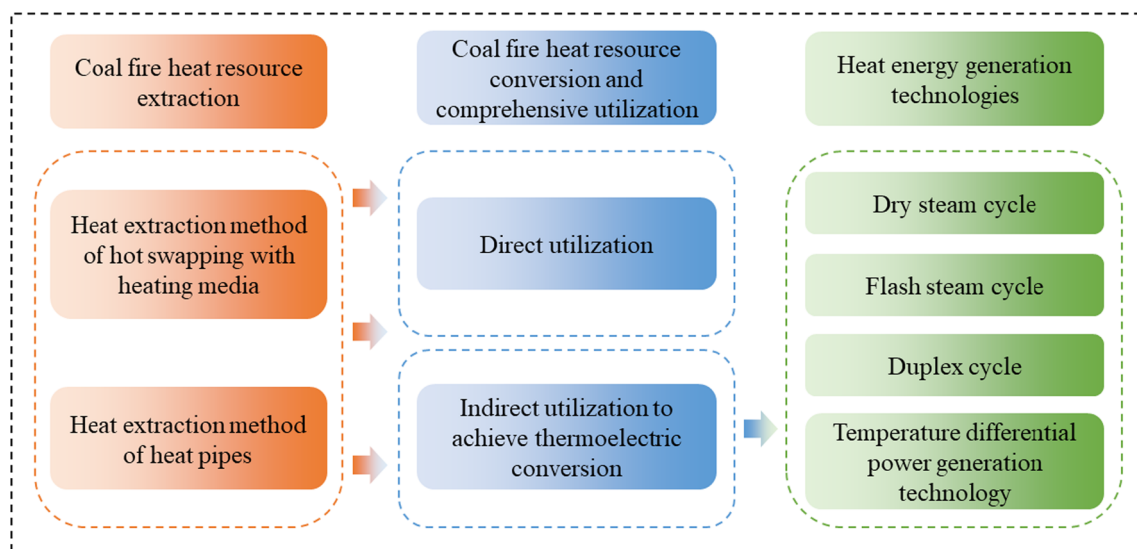 Coal fire heat resource
extraction
Coal fire heat resource
conversion and
comprehensive utilization
Heat energy generation
technologies
Heat extraction method
of hot swapping with
heating media
Heat extraction method
of heat pipes
Direct utilization
Indirect utilization to
achieve thermoelectric
conversion
Dry steam cycle
Flash steam cycle
Duplex cycle
Temperature differential
power generation
technology